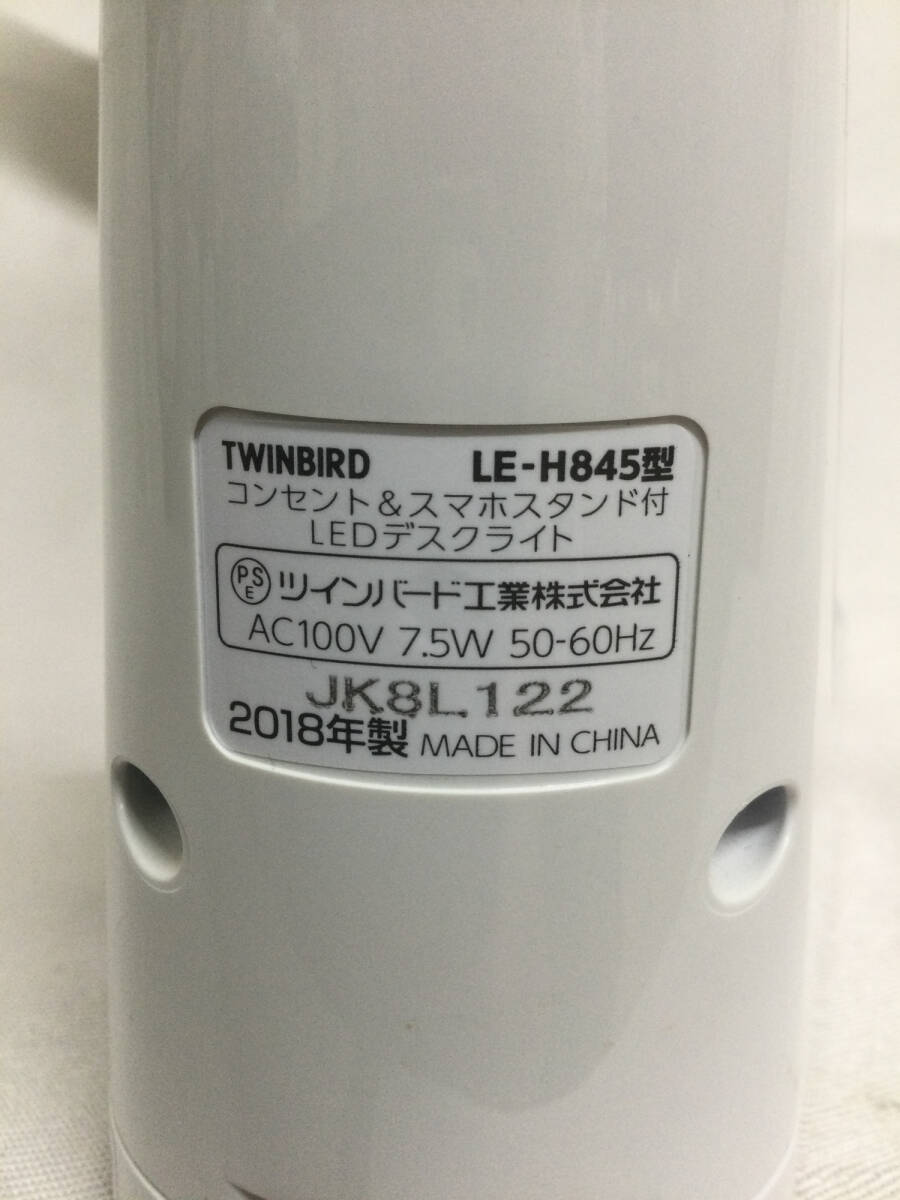 TWINBIRD LE-H845型
コンセント&スマホスタンド付
LEDデスクライト
PSE ツインバード工業株式会社
AC100V 7.5W 50-60Hz
JK8L122
2018年製 MADE IN CHINA